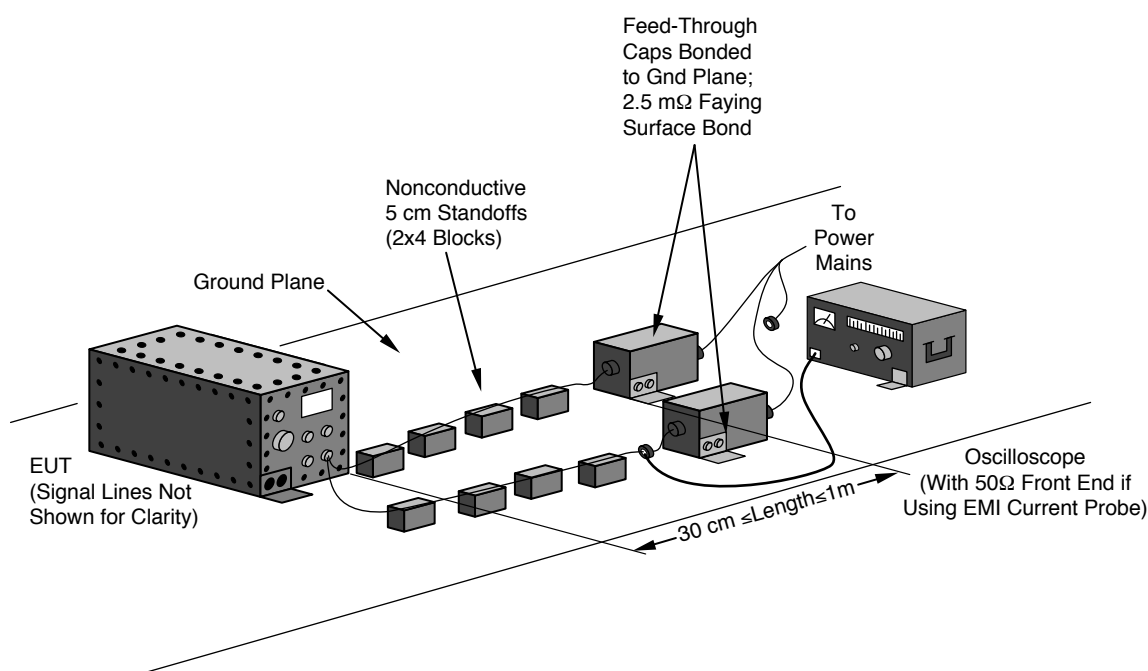 Feed-Through
Caps Bonded
to Gnd Plane;
2.5 mΩ Faying
Surface Bond
Nonconductive
5 cm Standoffs
(2x4 Blocks)
To
Power
Mains
Ground Plane
EUT
(Signal Lines Not
Shown for Clarity)
Oscilloscope
(With 50Ω Front End if
Using EMI Current Probe)
30 cm ≤Length≤1m